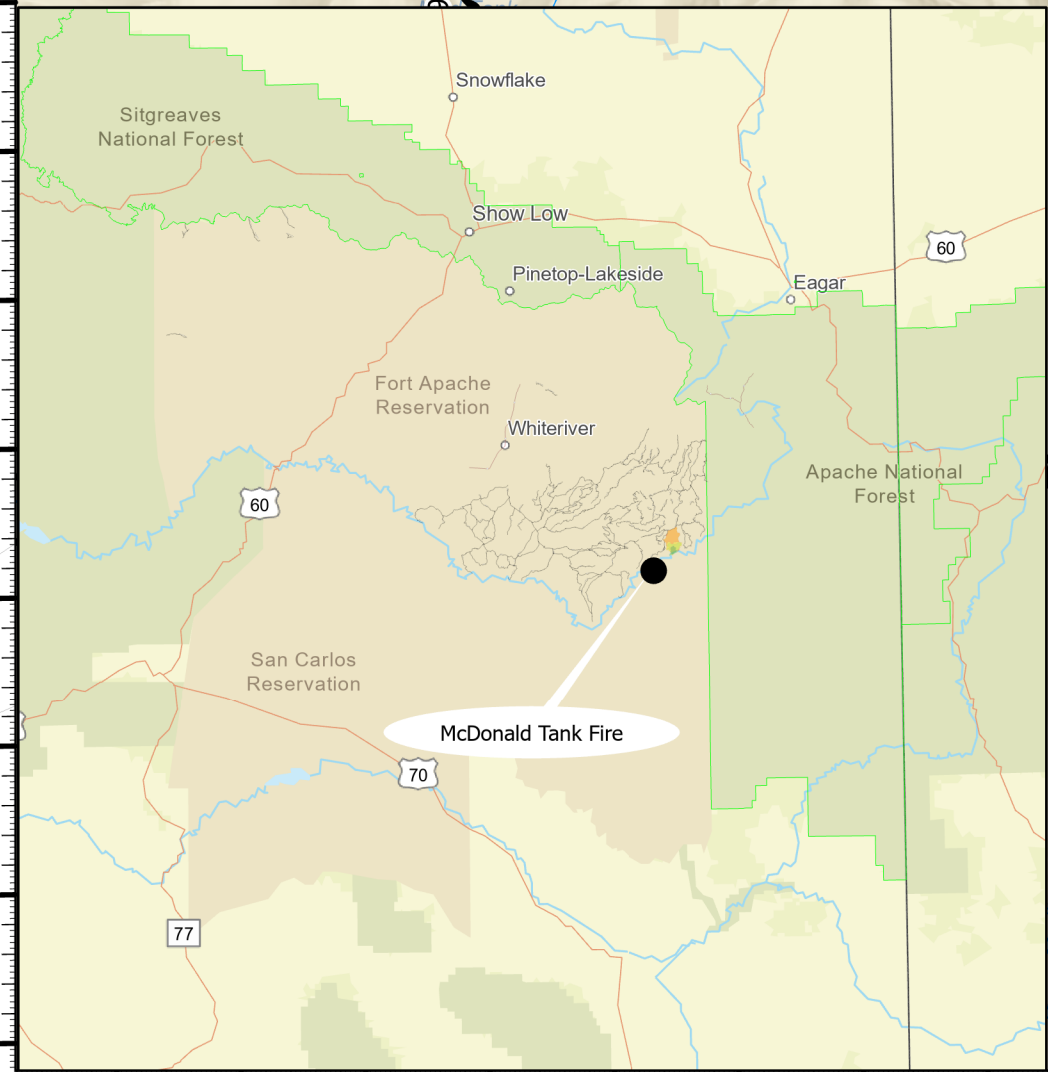 Snowflake
Sitgreaves
National Forest
Show Low
60
Pinetop-Lakeside
Eagar
Fort Apache
Reservation
Whiteriver
Apache National
Forest
60
San Carlos
Reservation
McDonald Tank Fire
70
77